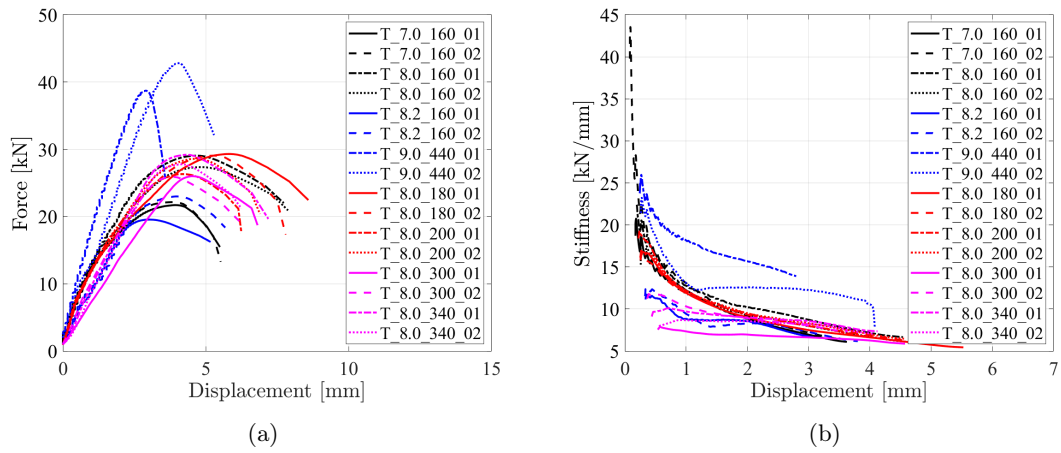 50
40
30
20
10
0
Force [kN]
0 5 10 15
Displacement [mm]
T_7.0_160_01
T_7.0_160_02
T_8.0_160_01
T_8.0_160_02
T_8.2_160_01
T_8.2_160_02
T_9.0_440_01
T_9.0_440_02
T_8.0_180_01
T_8.0_180_02
T_8.0_200_01
T_8.0_200_02
T_8.0_300_01
T_8.0_300_02
T_8.0_340_01
T_8.0_340_02
(a)
45
40
35
30
25
20
15
10
5
Stiffness [kN/mm]
0 1 2 3 4 5 6 7
Displacement [mm]
T_7.0_160_01
T_7.0_160_02
T_8.0_160_01
T_8.0_160_02
T_8.2_160_01
T_8.2_160_02
T_9.0_440_01
T_9.0_440_02
T_8.0_180_01
T_8.0_180_02
T_8.0_200_01
T_8.0_200_02
T_8.0_300_01
T_8.0_300_02
T_8.0_340_01
T_8.0_340_02
(b)